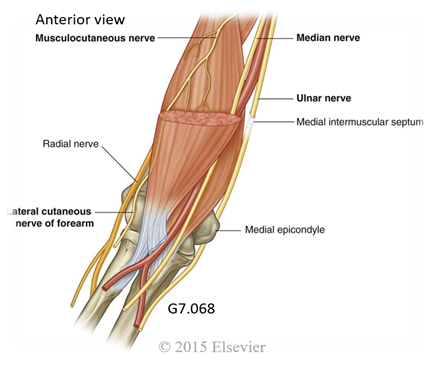 Anterior view
Musculocutaneous nerve
Median nerve
Ulnar nerve
Medial intermuscular septum
Radial nerve
ateral cutaneous
nerve of forearm
Medial epicondyle
G7.068
© 2015 Elsevier